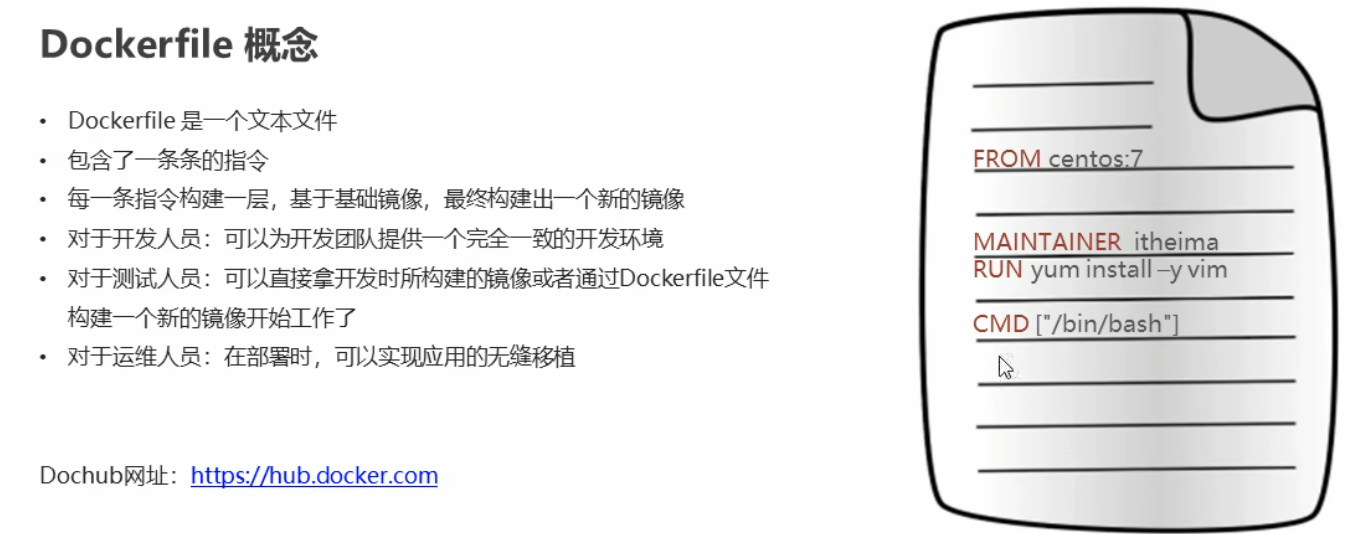 Dockerfile 概念
• Dockerfile 是一个文本文件
• 包含了一条条的指令
• 每一条指令构建一层，基于基础镜像，最终构建出一个新的镜像
• 对于开发人员：可以为开发团队提供一个完全一致的开发环境
• 对于测试人员：可以直接拿开发时所构建的镜像或者通过Dockerfile文件
构建一个新的镜像开始工作了
• 对于运维人员：在部署时，可以实现应用的无缝移植
Dochub网址：https://hub.docker.com
FROM centos:7
MAINTAINER itheima
RUN yum install –y vim
CMD ["/bin/bash"]